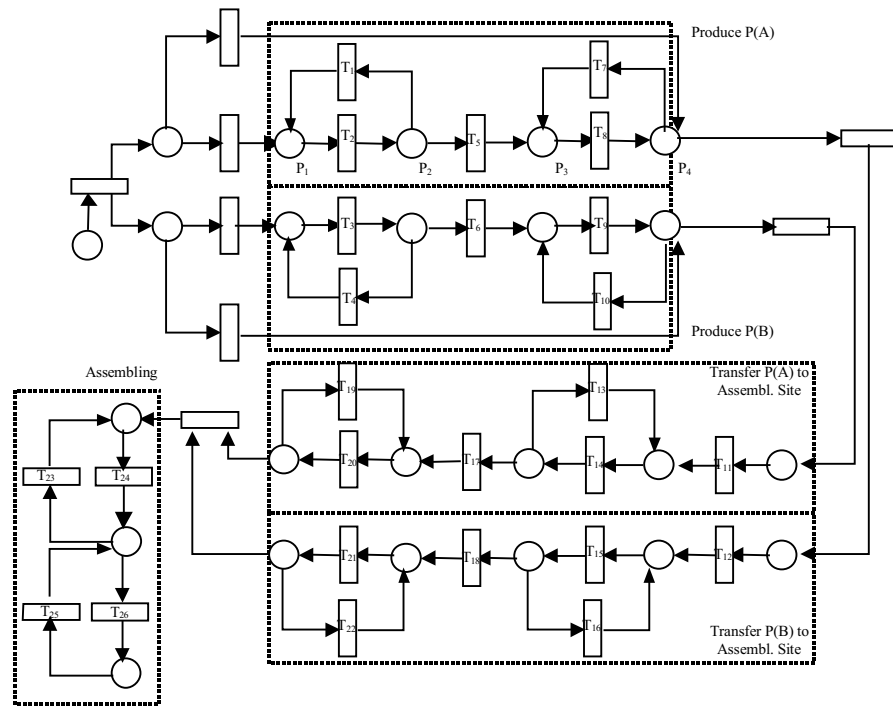 Produce P(A)
T₁
T₇
T₂
T₅
T₈
P₁
P₂
P₃
P₄
T₃
T₆
T₉
T₄
T₁₀
Produce P(B)
Assembling
Transfer P(A) to
Assembl. Site
T₁₉
T₁₃
T₂₀
T₁₇
T₁₄
T₁₁
T₂₃
T₂₄
T₂₁
T₁₈
T₁₅
T₁₂
T₂₅
T₂₆
T₂₂
T₁₆
Transfer P(B) to
Assembl. Site